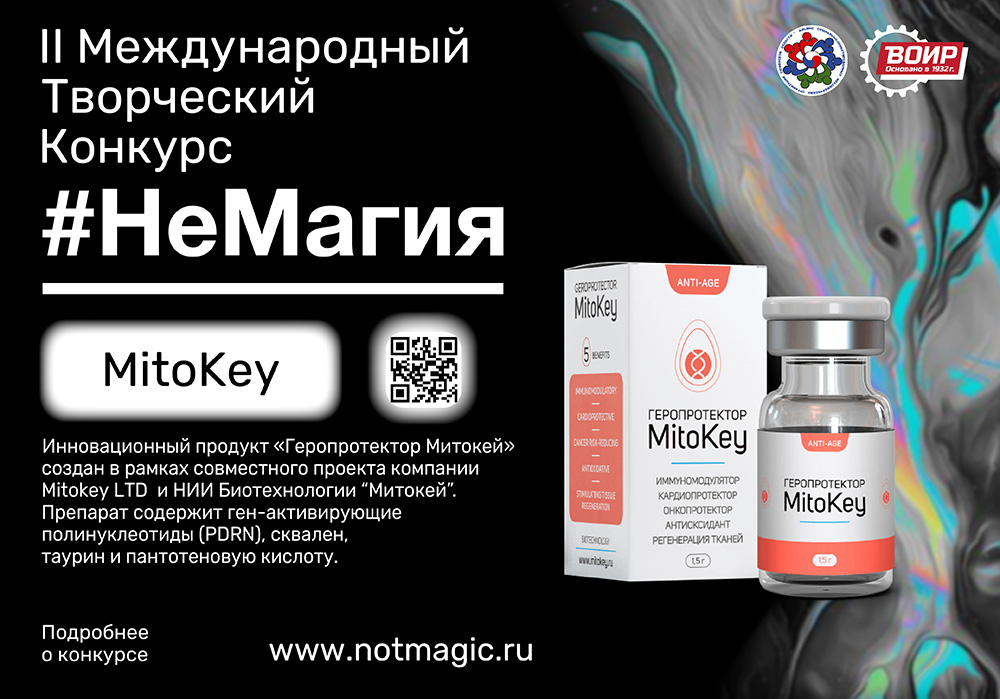 II Международный
Творческий
Конкурс
#НеМагия
ВОИР
Основано в 1932 г.
MitoKey
Инновационный продукт «Геропротектор Митокей»
создан в рамках совместного проекта компании
Mitokey LTD и НИИ Биотехнологии “Митокей”.
Препарат содержит ген-активирующие
полинуклеотиды (PDRN), сквален,
таурин и пантотеновую кислоту.
Подробнее
о конкурсе
www.notmagic.ru
GEROPROTECTOR
MitoKey
5 BENEFITS
IMMUNOMODULATORY
CARDIOPROTECTIVE
CANCER RISK-REDUCING
ANTIOXIDATIVE
STIMULATING TISSUE
REGENERATION
BIOTECHNOLOGY
www.mitokey.ru
ANTI-AGE
ГЕРОПРОТЕКТОР
MitoKey
ИММУНОМОДУЛЯТОР
КАРДИОПРОТЕКТОР
ОНКОПРОТЕКТОР
АНТИОКСИДАНТ
РЕГЕНЕРАЦИЯ ТКАНЕЙ
1,5 г
ANTI-AGE
ГЕРОПРОТЕКТОР
MitoKey
1,5 г